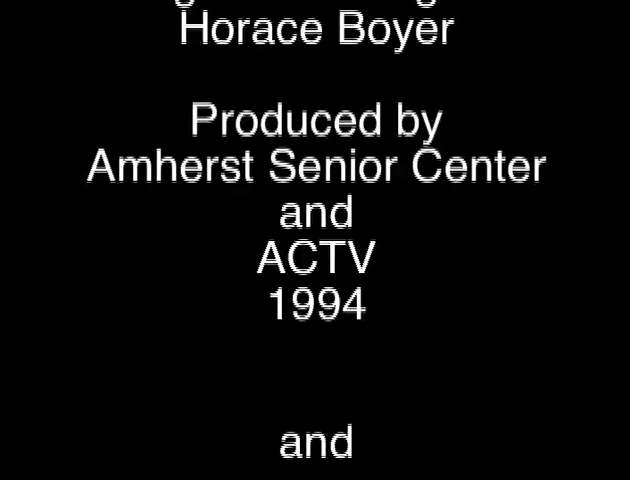 Horace Boyer
Produced by
Amherst Senior Center
and
ACTV
1994
and